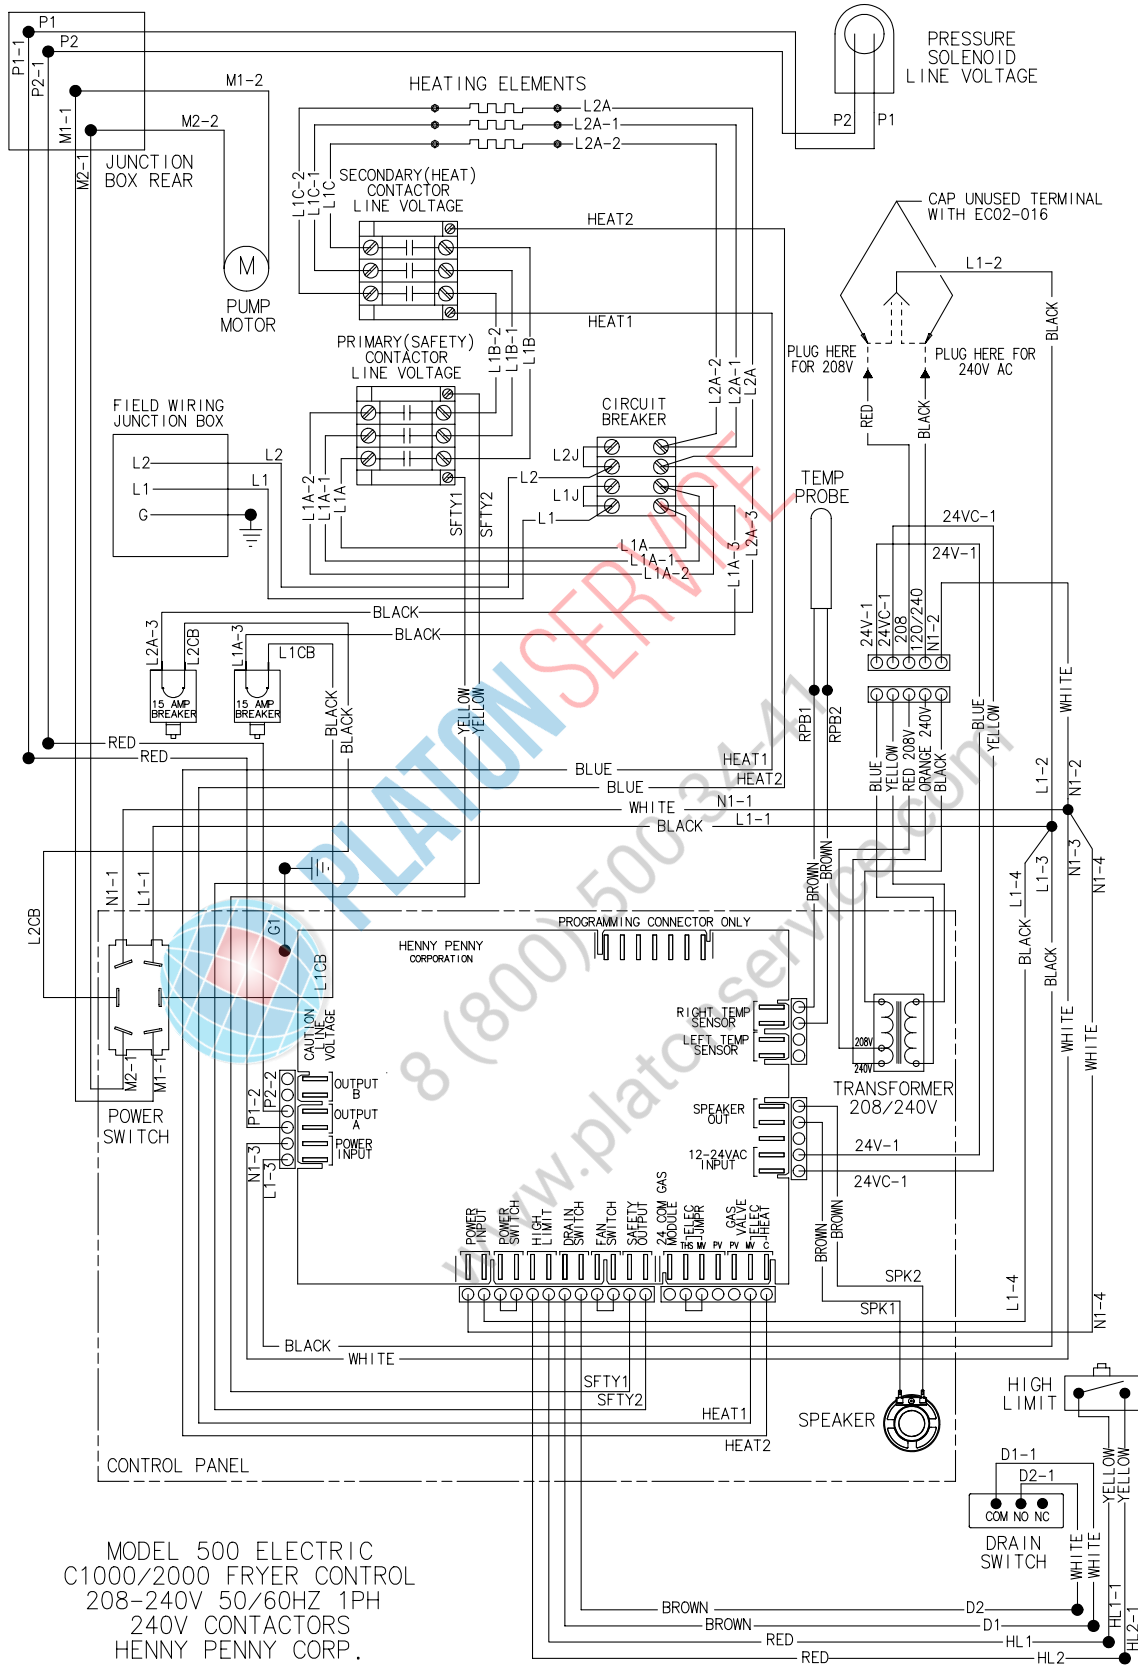 P1
P2
P1-1
P2-1
M1-1
M2-1
M1-2
M2-2
JUNCTION
BOX REAR
M
PUMP
MOTOR
HEATING ELEMENTS
L2A
L2A-1
L2A-2
L1C-2
L1C-1
L1C
SECONDARY(HEAT)
CONTACTOR
LINE VOLTAGE
HEAT2
HEAT1
PRESSURE
SOLENOID
LINE VOLTAGE
P2
P1
CAP UNUSED TERMINAL
WITH EC02-016
L1-2
BLACK
PLUG HERE
FOR 208V
PLUG HERE FOR
240V AC
RED
BLACK
PRIMARY(SAFETY)
CONTACTOR
LINE VOLTAGE
L1B-2
L1B-1
L1B
L2A-2
L2A-1
L2A
FIELD WIRING
JUNCTION BOX
L2
L1
G
L2
L1
L1A-2
L1A-1
L1A
SFTY1
SFTY2
CIRCUIT
BREAKER
L2J
L1J
L2
L1
L1A
L1A-1
L1A-2
L1A-3
L2A-3
TEMP
PROBE
24VC-1
24V-1
24V-1
24VC-1
208
120/240
N1-2
BLACK
BLACK
L2A-3
L2CB
L1A-3
L1CB
15 AMP
BREAKER
15 AMP
BREAKER
BLACK
BLACK
YELLOW
YELLOW
RPB1
RPB2
BLUE
YELLOW
RED 208V
ORANGE 240V
BLACK
BLUE
YELLOW
WHITE
RED
RED
BLUE
HEAT1
BLUE
HEAT2
WHITE
N1-1
BLACK
L1-1
L1-2
N1-2
L1-3
N1-3
L1-4
N1-4
BROWN
BROWN
N1-1
L1-1
L2CB
G1
L1CB
PROGRAMMING CONNECTOR ONLY
HENNY PENNY
CORPORATION
CAUTION
LINE
VOLTAGE
RIGHT TEMP
SENSOR
LEFT TEMP
SENSOR
BLACK
BLACK
WHITE
WHITE
208V
240V
TRANSFORMER
208/240V
M2-1
M1-1
POWER
SWITCH
P1-2
P2-2
N1-3
L1-3
OUTPUT
B
OUTPUT
A
POWER
INPUT
SPEAKER
OUT
12-24VAC
INPUT
24V-1
24VC-1
BROWN
BROWN
POWER
INPUT
POWER
SWITCH
HIGH
LIMIT
DRAIN
SWITCH
FAN
SWITCH
SAFETY
OUTPUT
24 COM GAS
MODULE
ELEC
JMPR
GAS
VALVE
ELEC
HEAT
THS
MV
PV
PV
MV
C
SPK2
SPK1
L1-4
N1-4
BLACK
WHITE
SFTY1
SFTY2
HEAT1
HEAT2
SPEAKER
CONTROL PANEL
HIGH
LIMIT
D1-1
D2-1
COM NO NC
DRAIN
SWITCH
YELLOW
YELLOW
WHITE
WHITE
HL1-1
HL2-1
BROWN
D2
BROWN
D1
RED
HL1
RED
HL2
MODEL 500 ELECTRIC
C1000/2000 FRYER CONTROL
208-240V 50/60HZ 1PH
240V CONTACTORS
HENNY PENNY CORP.
PLATONSERVICE
8 (800) 500-34-41
www.platonservice.com